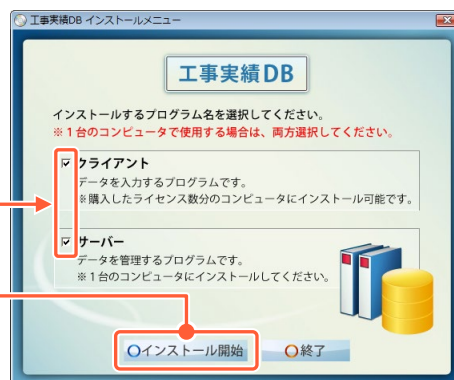 工事実績DB インストールメニュー
工事実績DB
インストールするプログラム名を選択してください。
※1台のコンピュータで使用する場合は、両方選択してください。
クライアント
データを入力するプログラムです。
※購入したライセンス数分のコンピュータにインストール可能です。
サーバー
データを管理するプログラムです。
※1台のコンピュータにインストールしてください。
インストール開始 終了